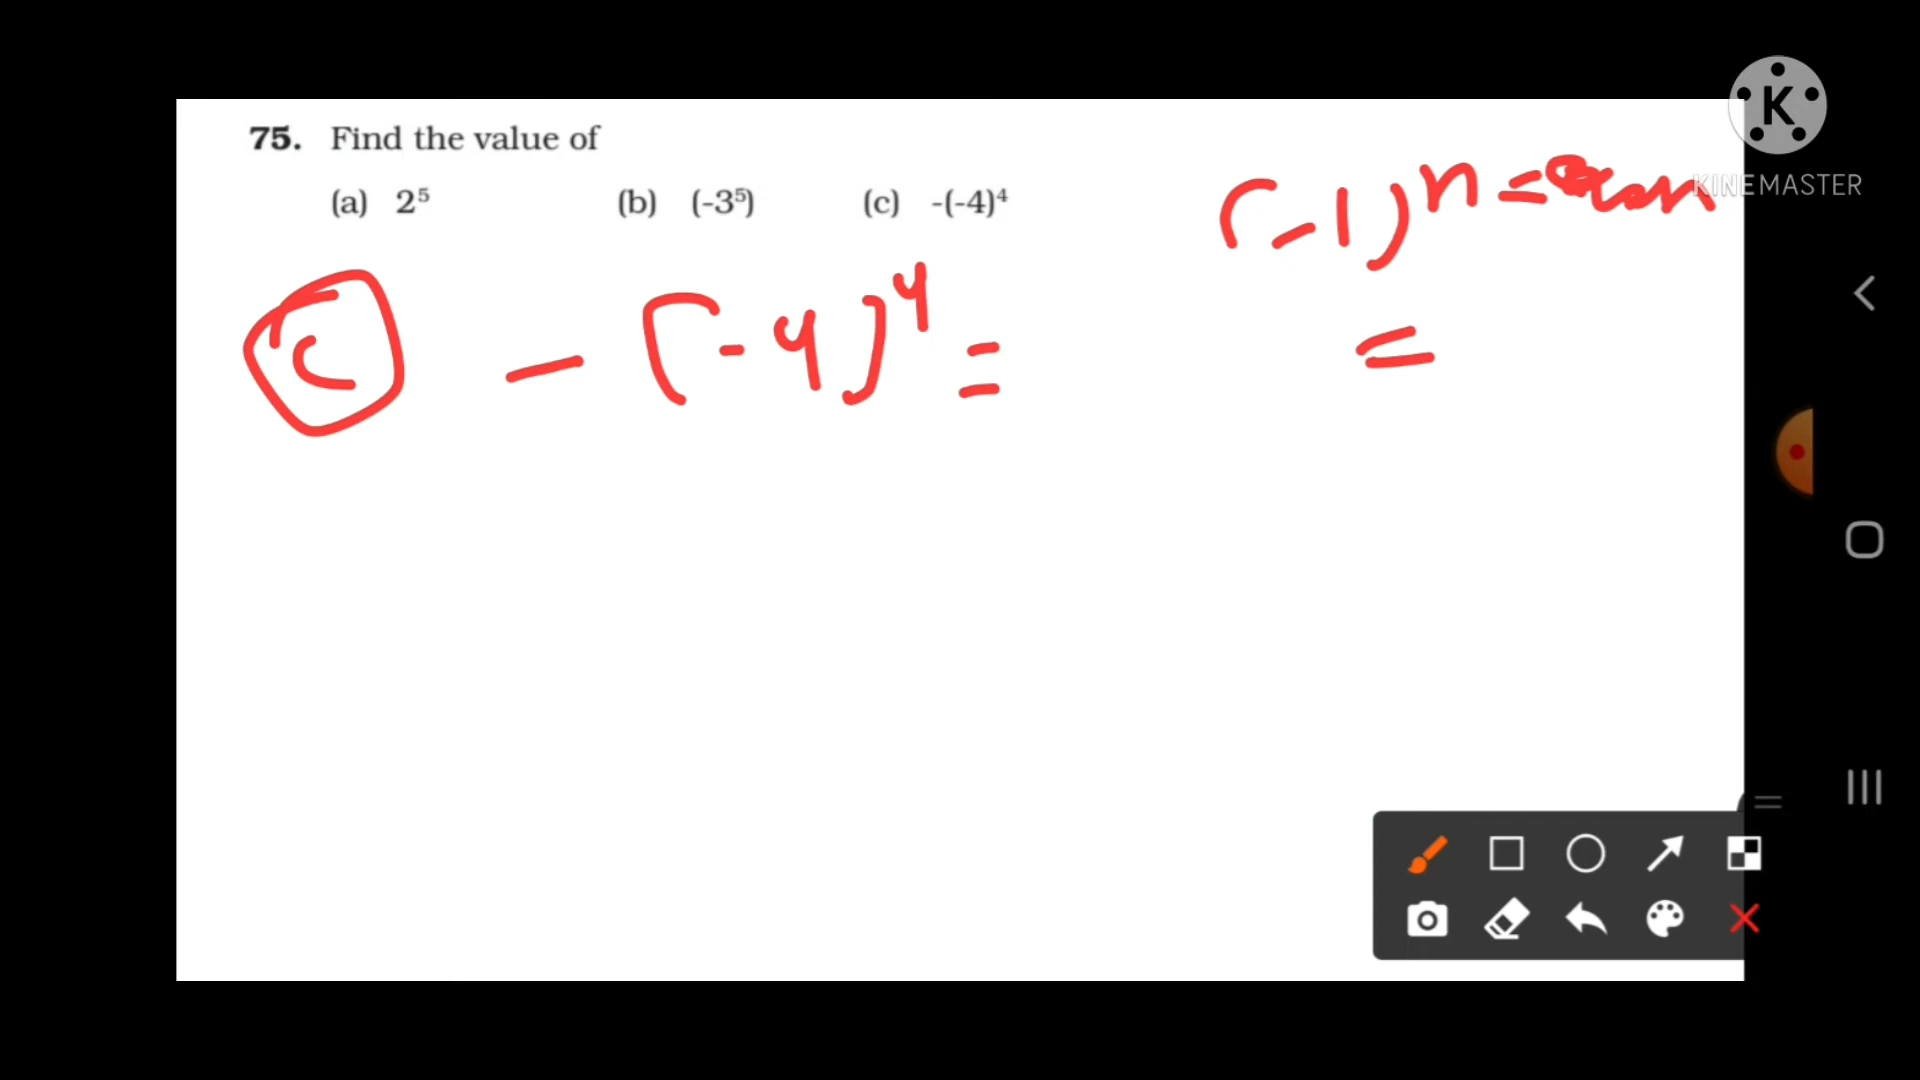 75. Find the value of
(a) 2⁵ (b) (-3⁵) (c) -(-4)⁴
K
KINEMASTER
(-1)ⁿ =
(c) - (-4)⁴ =
=